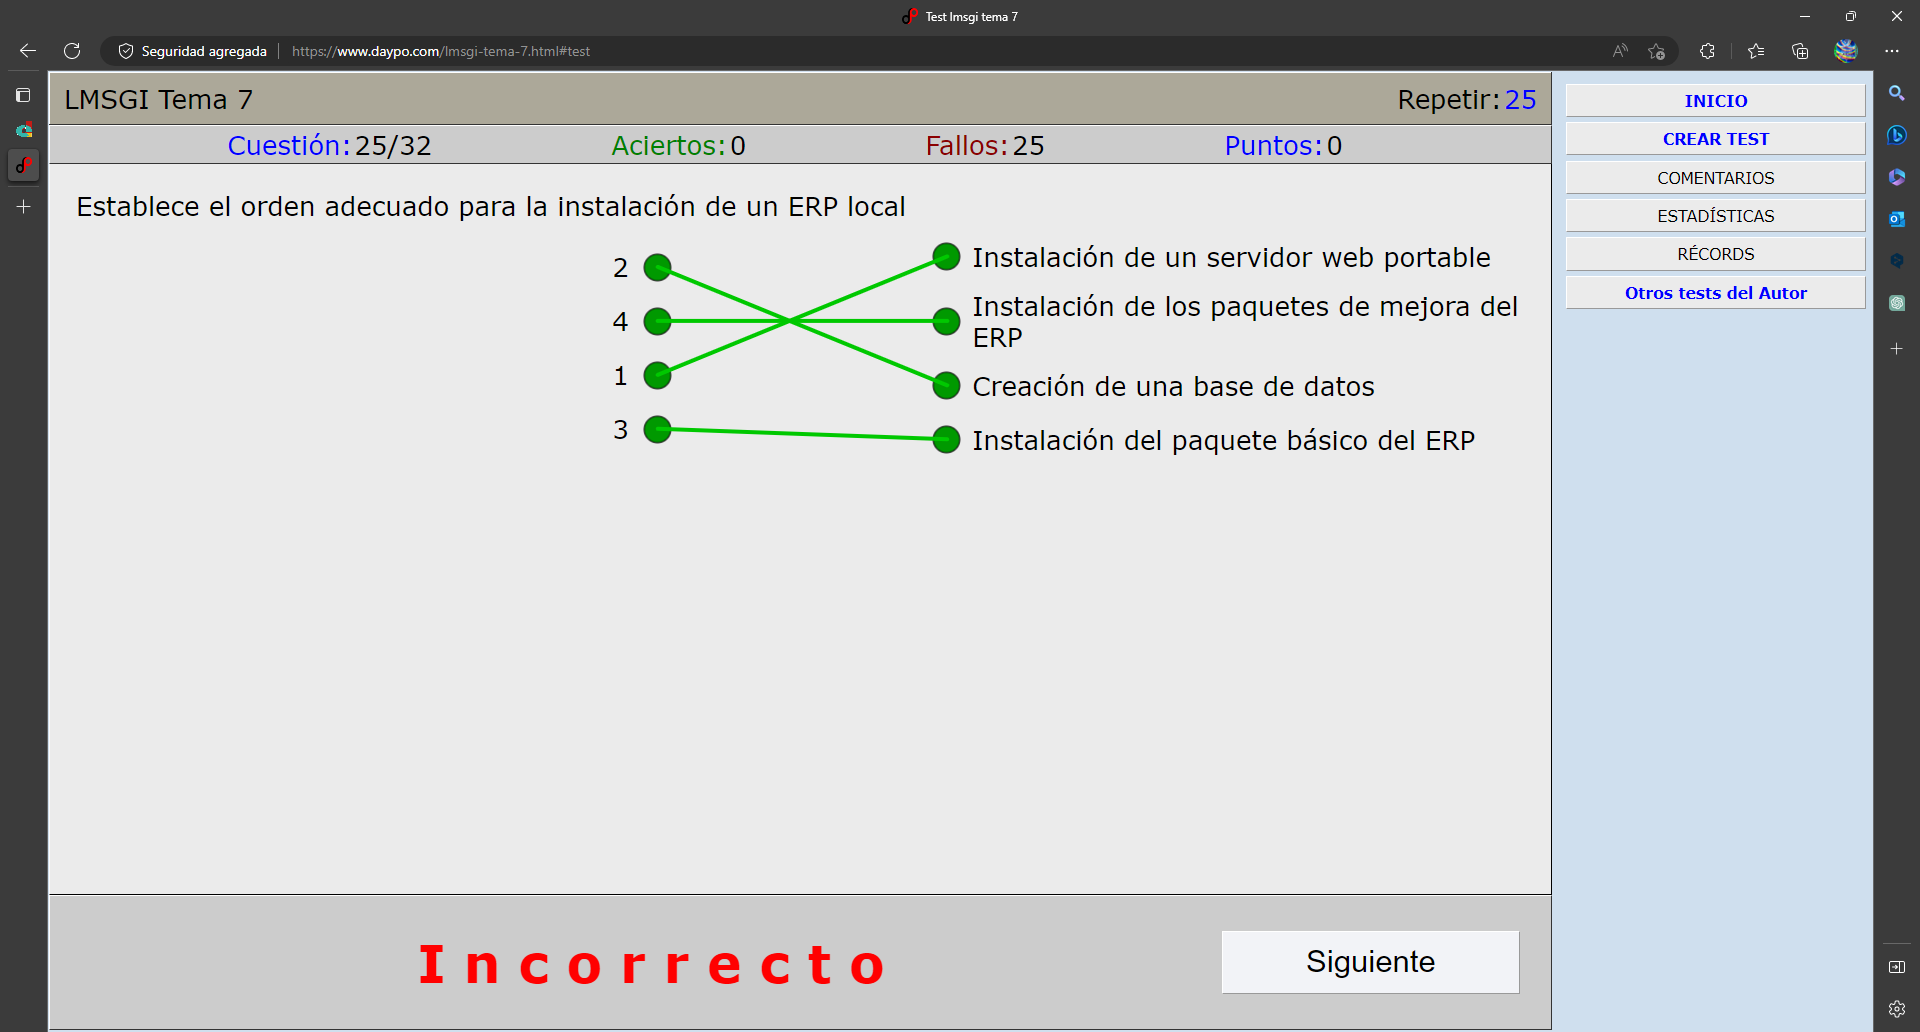 Test lmsgi tema 7
Seguridad agregada
https://www.daypo.com/lmsgi-tema-7.html#test
LMSGI Tema 7
Repetir: 25
Cuestión: 25/32
Aciertos: 0
Fallos: 25
Puntos: 0
Establece el orden adecuado para la instalación de un ERP local
2
4
1
3
Instalación de un servidor web portable
Instalación de los paquetes de mejora del
ERP
Creación de una base de datos
Instalación del paquete básico del ERP
Incorrecto
Siguiente
INICIO
CREAR TEST
COMENTARIOS
ESTADÍSTICAS
RÉCORDS
Otros tests del Autor